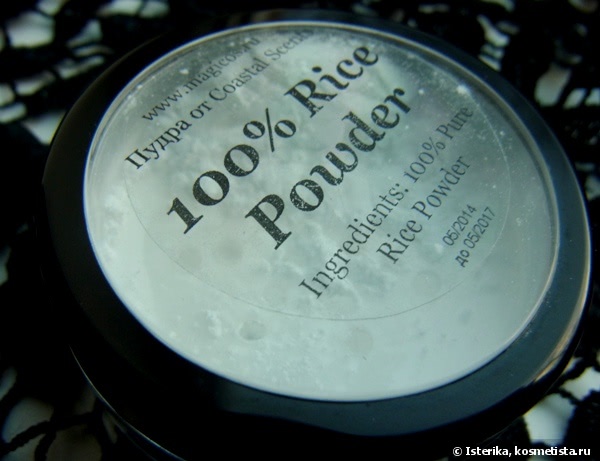 www.magicos.ru
Пудра от Coastal Scents
100% Rice
Powder
Ingredients: 100% Pure
Rice Powder
05/2014
до 05/2017
© Isterika, kosmetista.ru